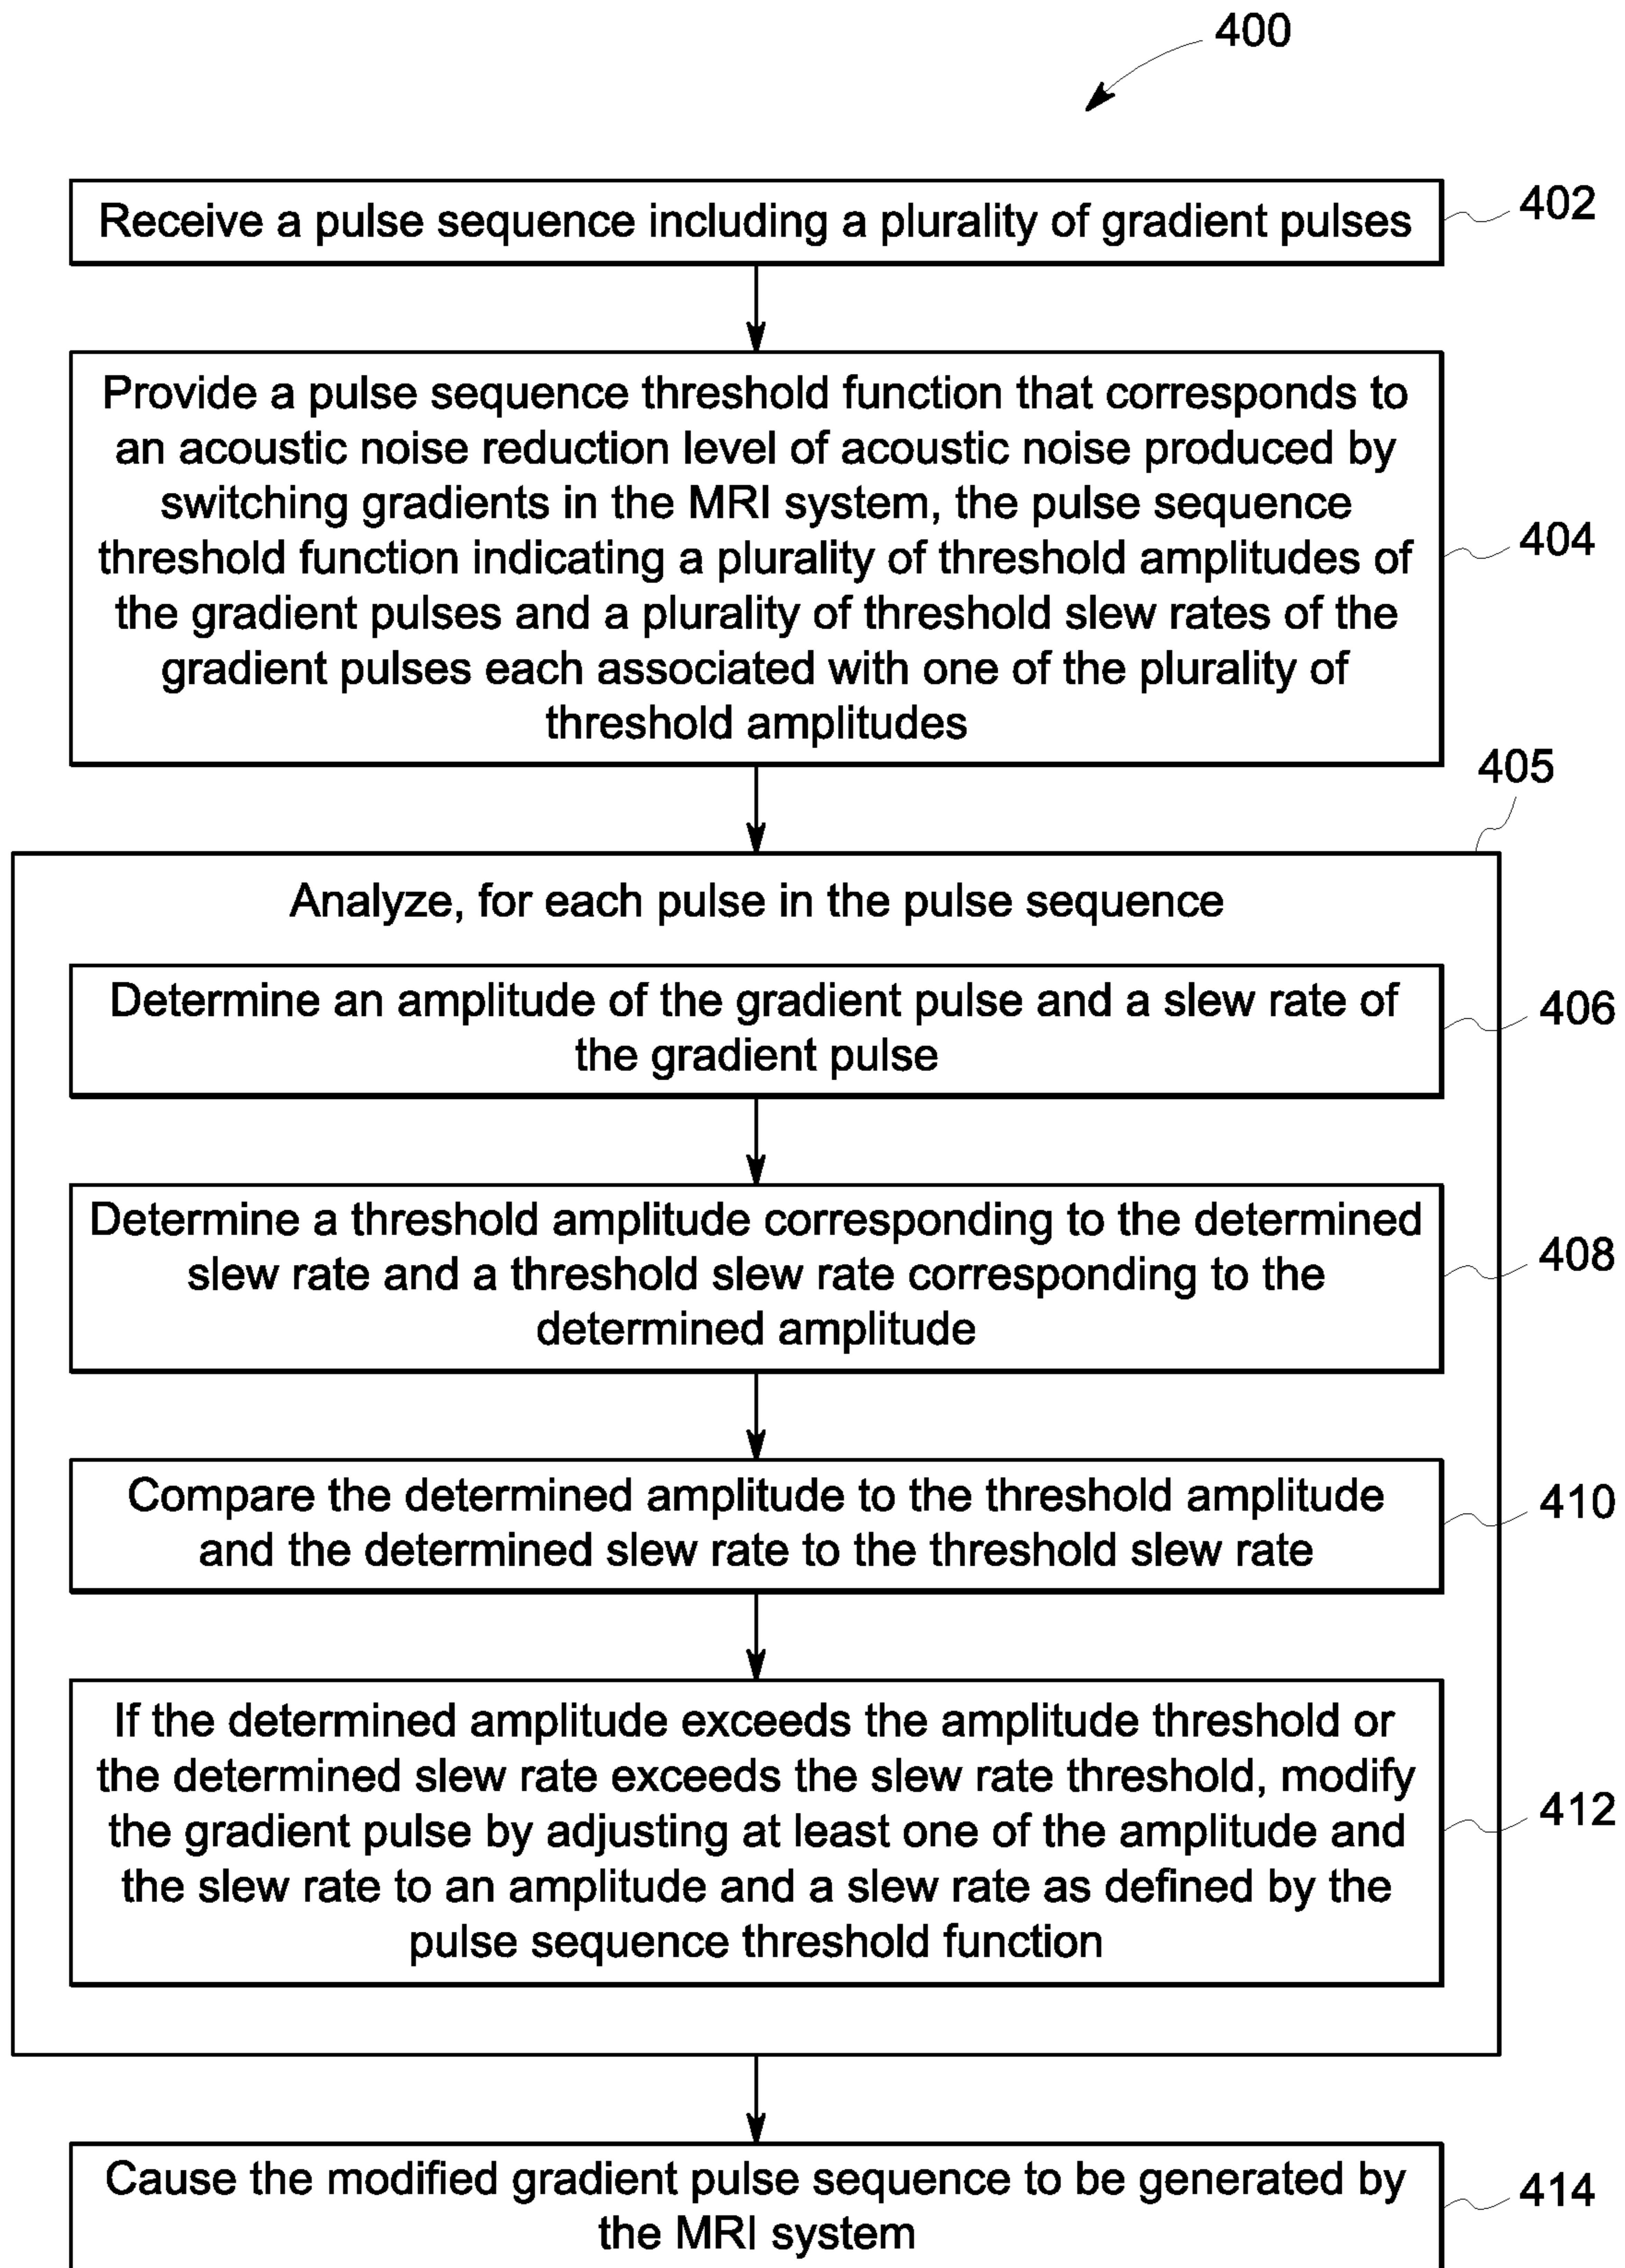 400
Receive a pulse sequence including a plurality of gradient pulses
402
Provide a pulse sequence threshold function that corresponds to
an acoustic noise reduction level of acoustic noise produced by
switching gradients in the MRI system, the pulse sequence
threshold function indicating a plurality of threshold amplitudes of
the gradient pulses and a plurality of threshold slew rates of the
gradient pulses each associated with one of the plurality of
threshold amplitudes
404
405
Analyze, for each pulse in the pulse sequence
Determine an amplitude of the gradient pulse and a slew rate of
the gradient pulse
406
Determine a threshold amplitude corresponding to the determined
slew rate and a threshold slew rate corresponding to the
determined amplitude
408
Compare the determined amplitude to the threshold amplitude
and the determined slew rate to the threshold slew rate
410
If the determined amplitude exceeds the amplitude threshold or
the determined slew rate exceeds the slew rate threshold, modify
the gradient pulse by adjusting at least one of the amplitude and
the slew rate to an amplitude and a slew rate as defined by the
pulse sequence threshold function
412
Cause the modified gradient pulse sequence to be generated by
the MRI system
414